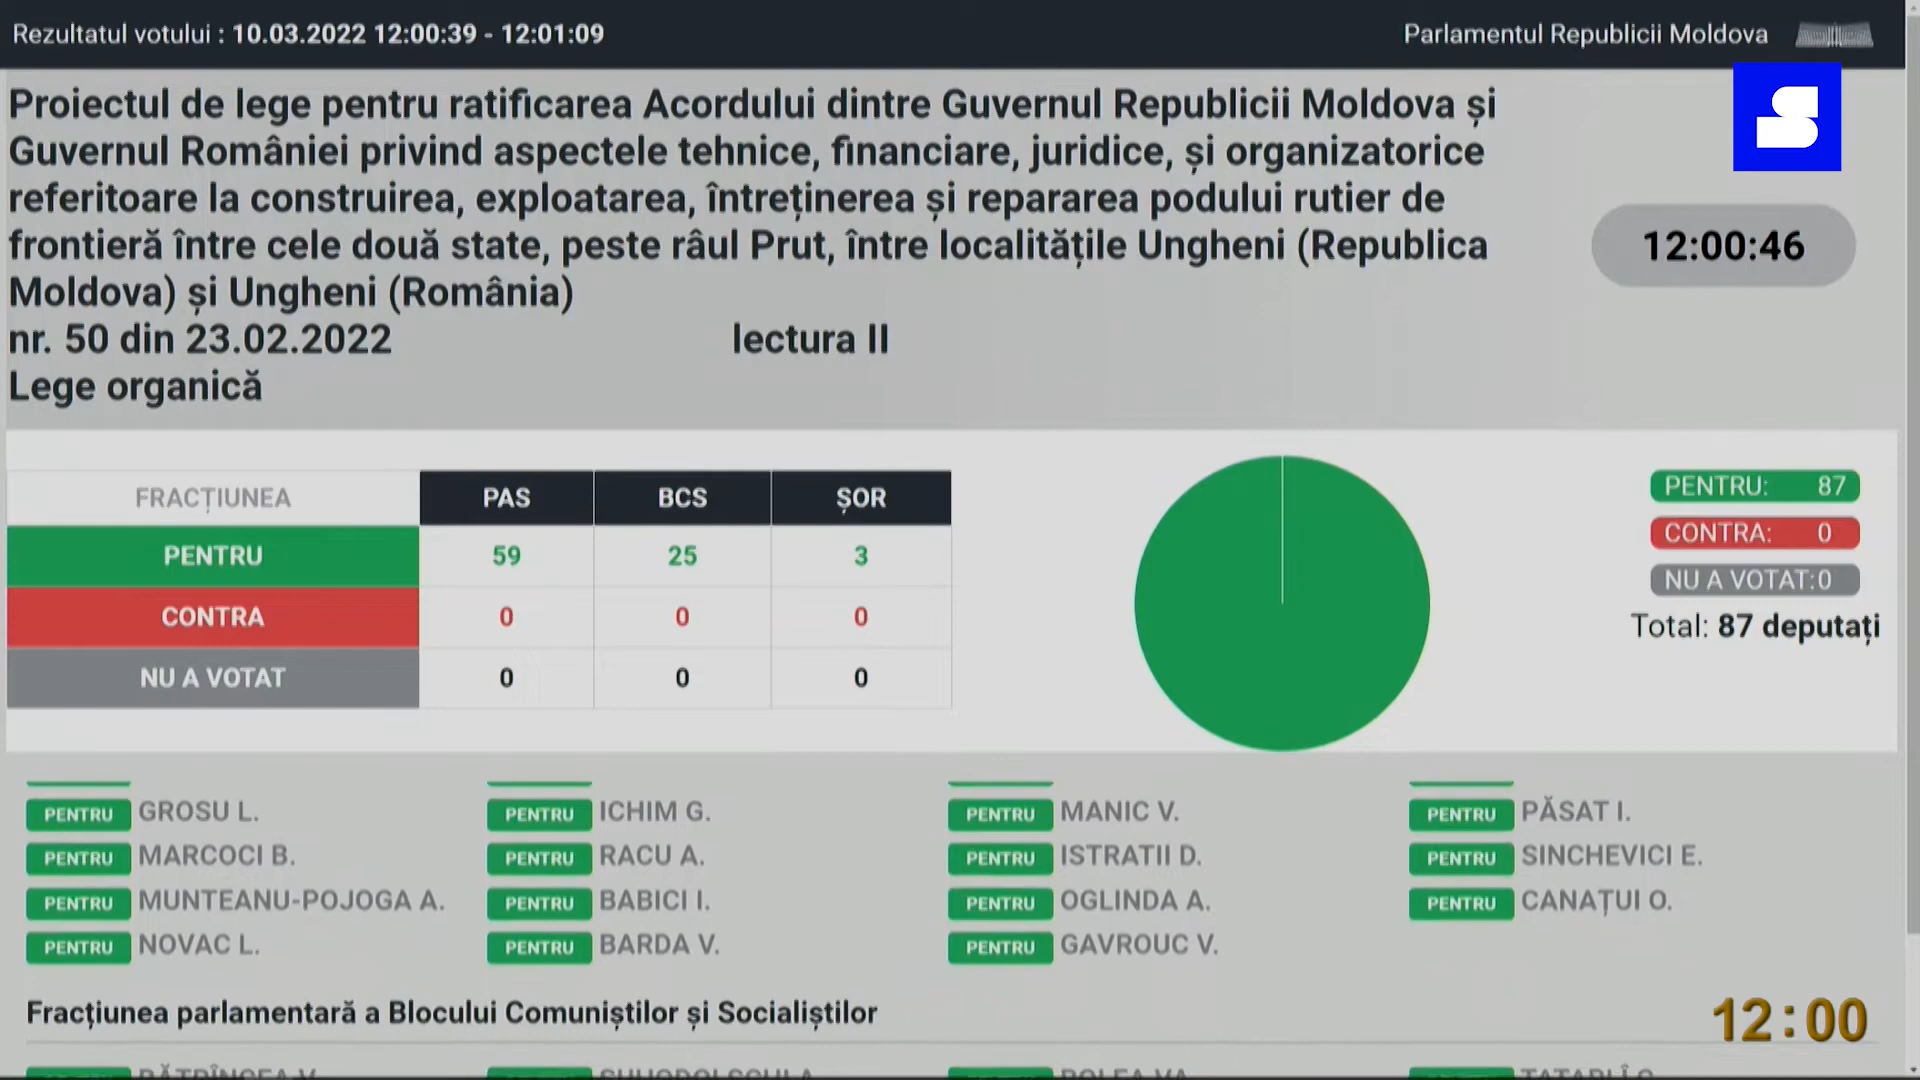 Rezultatul votului : 10.03.2022 12:00:39 - 12:01:09
Parlamentul Republicii Moldova
Proiectul de lege pentru ratificarea Acordului dintre Guvernul Republicii Moldova și
Guvernul României privind aspectele tehnice, financiare, juridice, și organizatorice
referitoare la construirea, exploatarea, întreținerea și repararea podului rutier de
frontieră între cele două state, peste râul Prut, între localitățile Ungheni (Republica
Moldova) și Ungheni (România)
nr. 50 din 23.02.2022 lectura II
Lege organică
12:00:46
FRACȚIUNEA PAS BCS ȘOR
PENTRU 59 25 3
CONTRA 0 0 0
NU A VOTAT 0 0 0
PENTRU: 87
CONTRA: 0
NU A VOTAT:0
Total: 87 deputați
PENTRU GROSU L. PENTRU ICHIM G. PENTRU MANIC V. PENTRU PĂSAT I.
PENTRU MARCOCI B. PENTRU RACU A. PENTRU ISTRATII D. PENTRU SINCHEVICI E.
PENTRU MUNTEANU-POJOGA A. PENTRU BABICI I. PENTRU OGLINDA A. PENTRU CANAȚUI O.
PENTRU NOVAC L. PENTRU BARDA V. PENTRU GAVROUC V.
Fracțiunea parlamentară a Blocului Comuniștilor și Socialiștilor
12:00